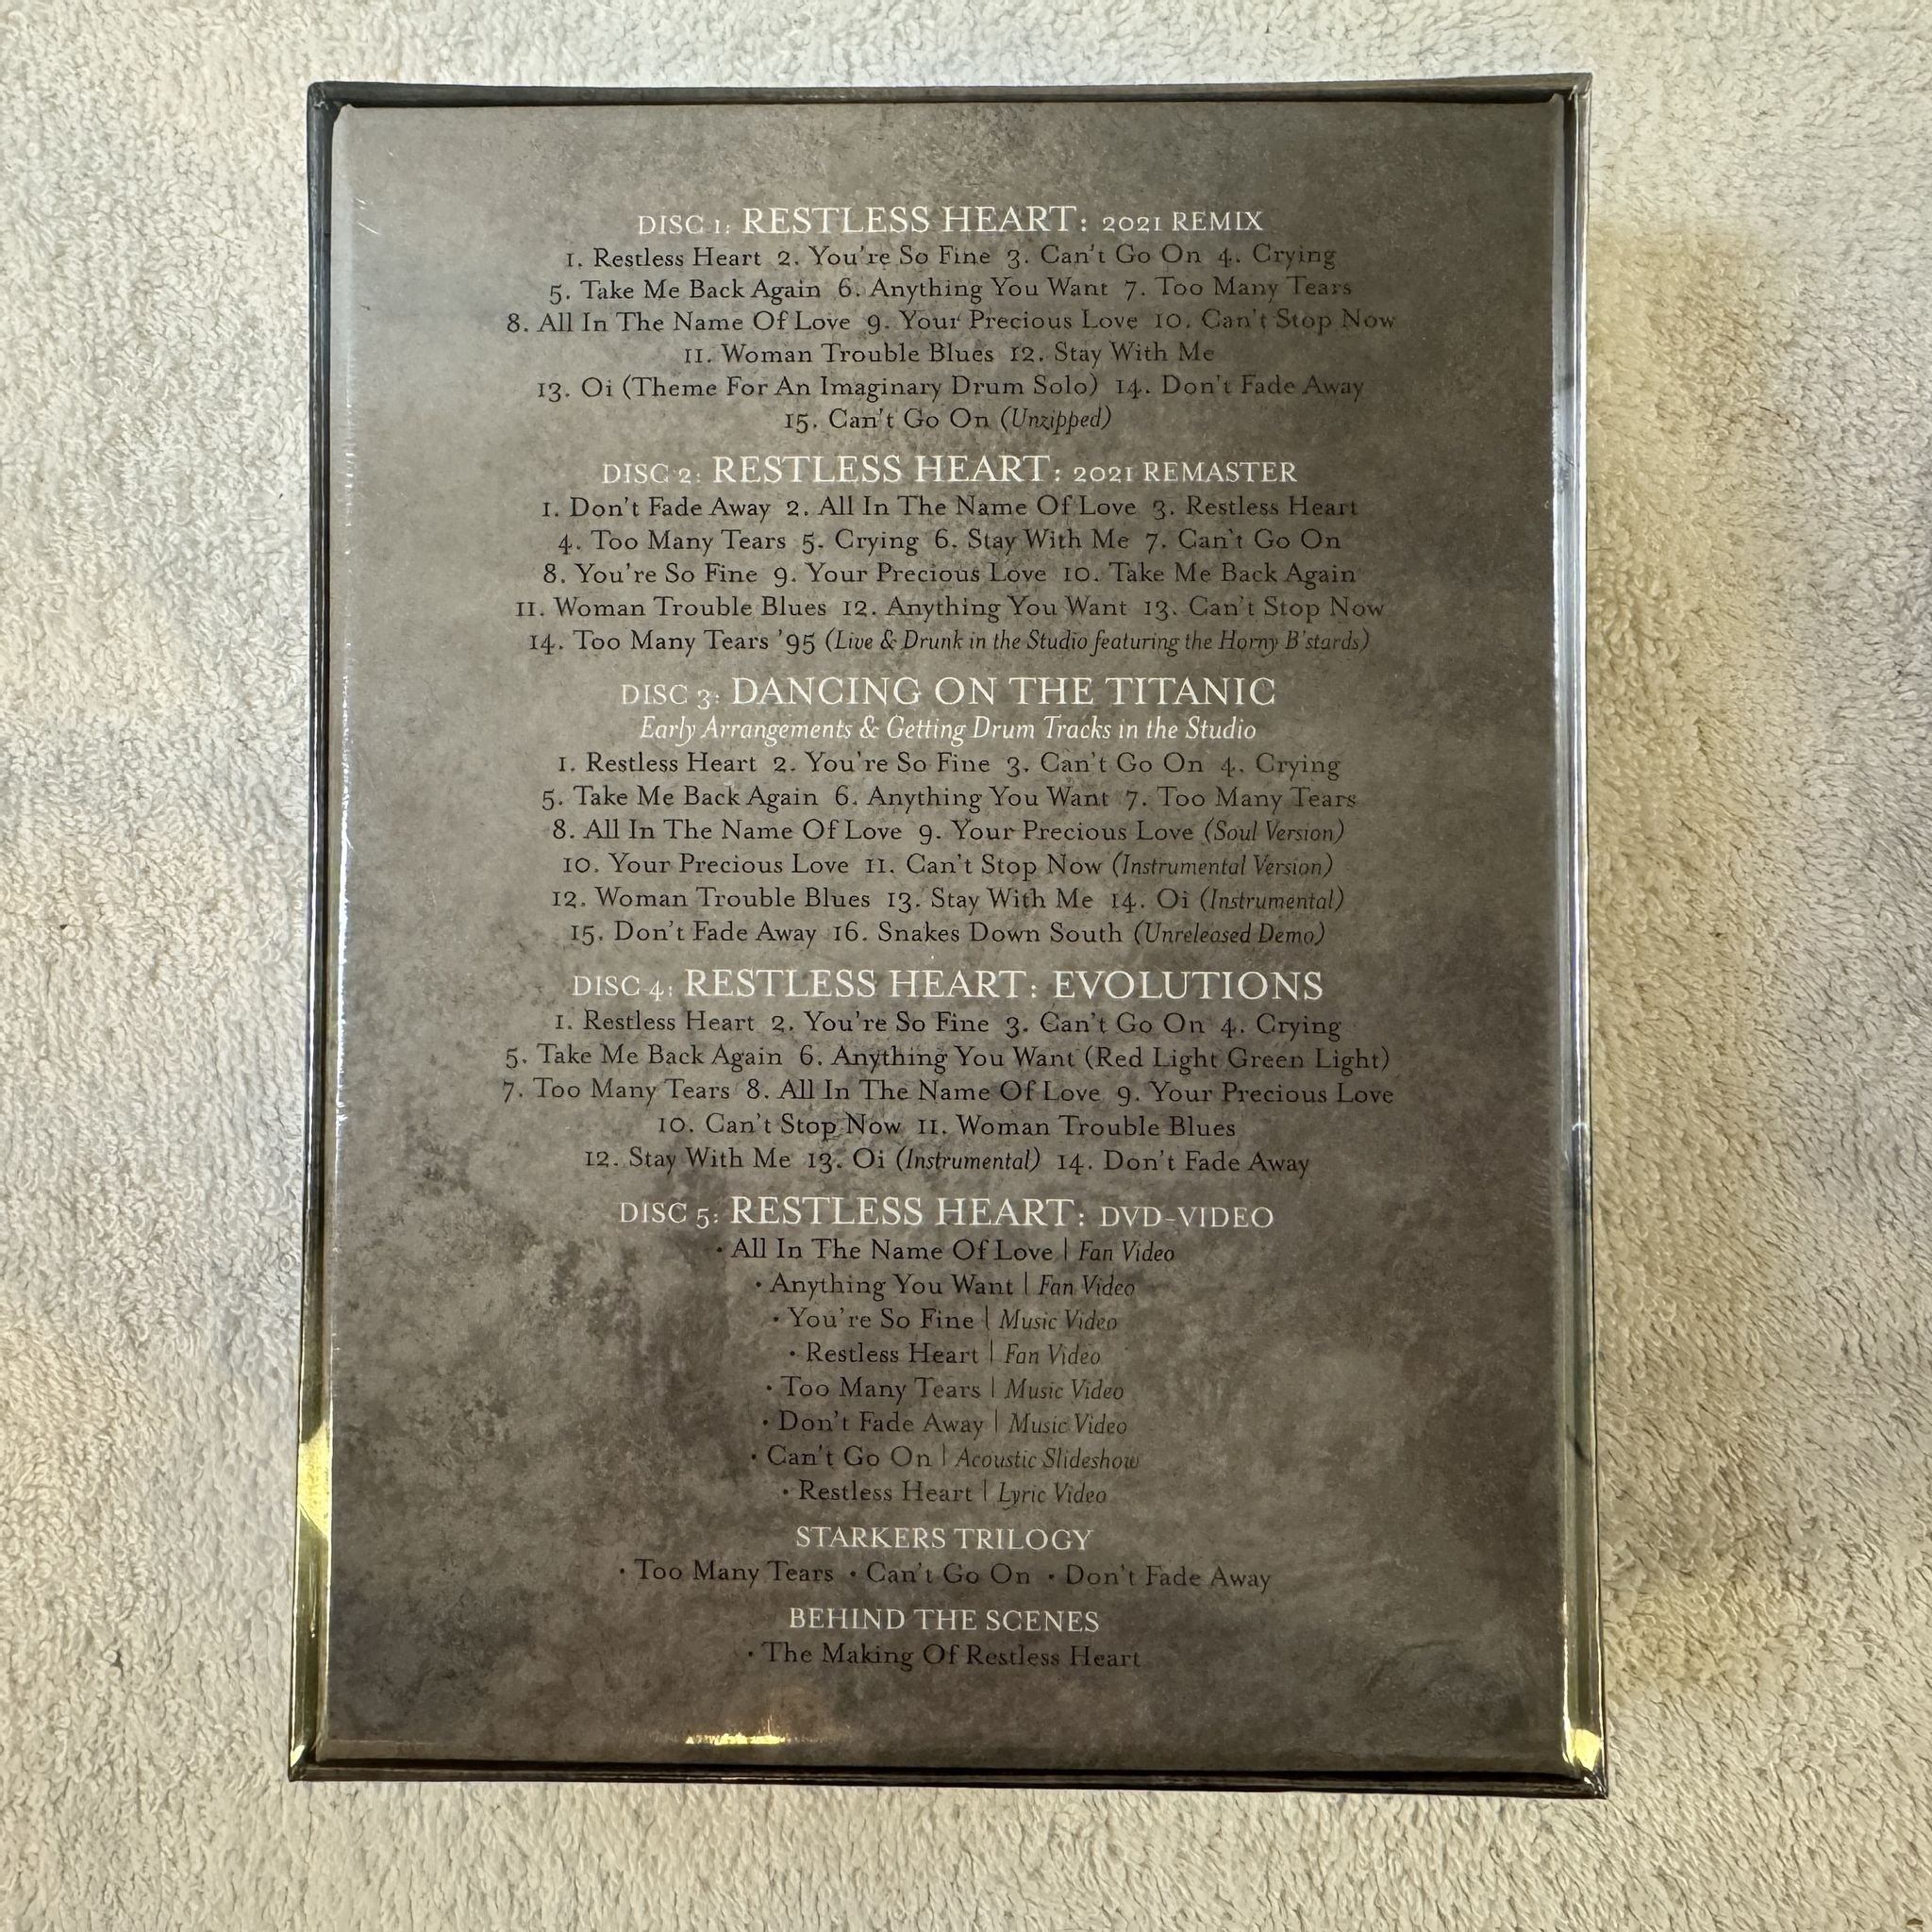 DISC 1: RESTLESS HEART: 2021 REMIX
1. Restless Heart 2. You're So Fine 3. Can't Go On 4. Crying
5. Take Me Back Again 6. Anything You Want 7. Too Many Tears
8. All In The Name Of Love 9. Your Precious Love 10. Can't Stop Now
11. Woman Trouble Blues 12. Stay With Me
13. Oi (Theme For An Imaginary Drum Solo) 14. Don't Fade Away
15. Can't Go On (Unzipped)
DISC 2: RESTLESS HEART: 2021 REMASTER
1. Don't Fade Away 2. All In The Name Of Love 3. Restless Heart
4. Too Many Tears 5. Crying 6. Stay With Me 7. Can't Go On
8. You're So Fine 9. Your Precious Love 10. Take Me Back Again
11. Woman Trouble Blues 12. Anything You Want 13. Can't Stop Now
14. Too Many Tears '95 (Live & Drunk in the Studio featuring the Horny B'stards)
DISC 3: DANCING ON THE TITANIC
Early Arrangements & Getting Drum Tracks in the Studio
1. Restless Heart 2. You're So Fine 3. Can't Go On 4. Crying
5. Take Me Back Again 6. Anything You Want 7. Too Many Tears
8. All In The Name Of Love 9. Your Precious Love (Soul Version)
10. Your Precious Love 11. Can't Stop Now (Instrumental Version)
12. Woman Trouble Blues 13. Stay With Me 14. Oi (Instrumental)
15. Don't Fade Away 16. Snakes Down South (Unreleased Demo)
DISC 4: RESTLESS HEART: EVOLUTIONS
1. Restless Heart 2. You're So Fine 3. Can't Go On 4. Crying
5. Take Me Back Again 6. Anything You Want (Red Light Green Light)
7. Too Many Tears 8. All In The Name Of Love 9. Your Precious Love
10. Can't Stop Now 11. Woman Trouble Blues
12. Stay With Me 13. Oi (Instrumental) 14. Don't Fade Away
DISC 5: RESTLESS HEART: DVD-VIDEO
• All In The Name Of Love | Fan Video
• Anything You Want | Fan Video
• You're So Fine | Music Video
• Restless Heart | Fan Video
• Too Many Tears | Music Video
• Don't Fade Away | Music Video
• Can't Go On | Acoustic Slideshow
• Restless Heart | Lyric Video
STARKERS TRILOGY
• Too Many Tears • Can't Go On • Don't Fade Away
BEHIND THE SCENES
• The Making Of Restless Heart